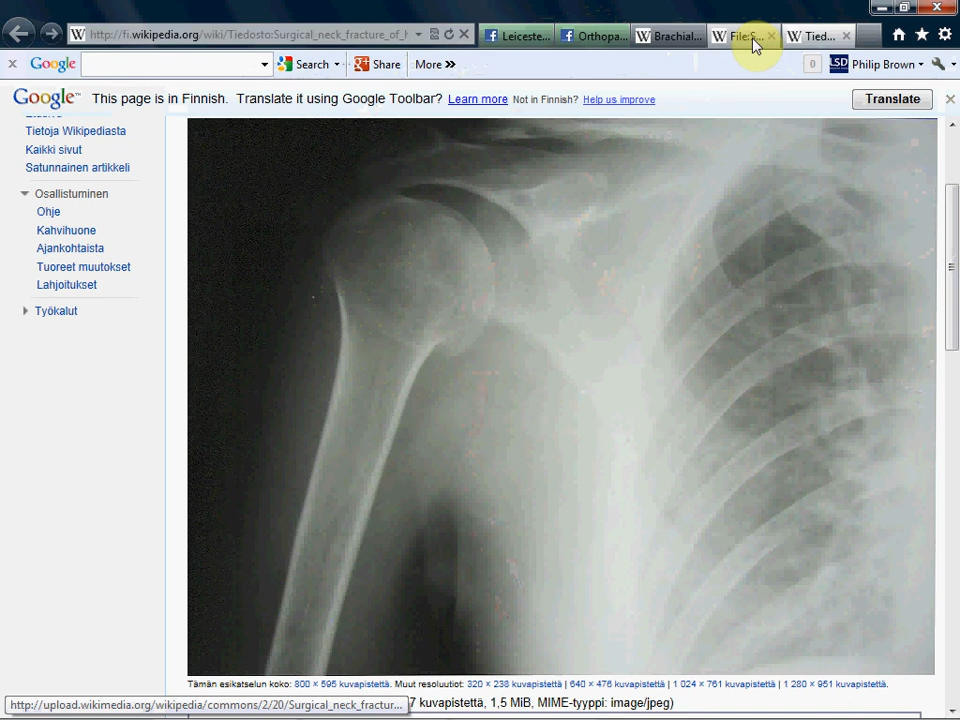 http://fi.wikipedia.org/wiki/Tiedosto:Surgical_neck_fracture_of_h
Leiceste...
Orthopa...
Brachial...
File:S...
Tied...
Google
Search
Share
More »
0
LSD
Philip Brown
Google™
This page is in Finnish. Translate it using Google Toolbar?
Learn more
Not in Finnish?
Help us improve
Translate
Tietoja Wikipediasta
Kaikki sivut
Satunnainen artikkeli
Osallistuminen
Ohje
Kahvihuone
Ajankohtaista
Tuoreet muutokset
Lahjoitukset
Työkalut
Tämän esikatselun koko: 800 × 595 kuvapistettä. Muut resoluutiot: 320 × 238 kuvapistettä | 640 × 476 kuvapistettä | 1 024 × 761 kuvapistettä | 1 280 × 951 kuvapistettä.
7 kuvapistettä, 1,5 MiB, MIME-tyyppi: image/jpeg)
http://upload.wikimedia.org/wikipedia/commons/2/20/Surgical_neck_fractur...